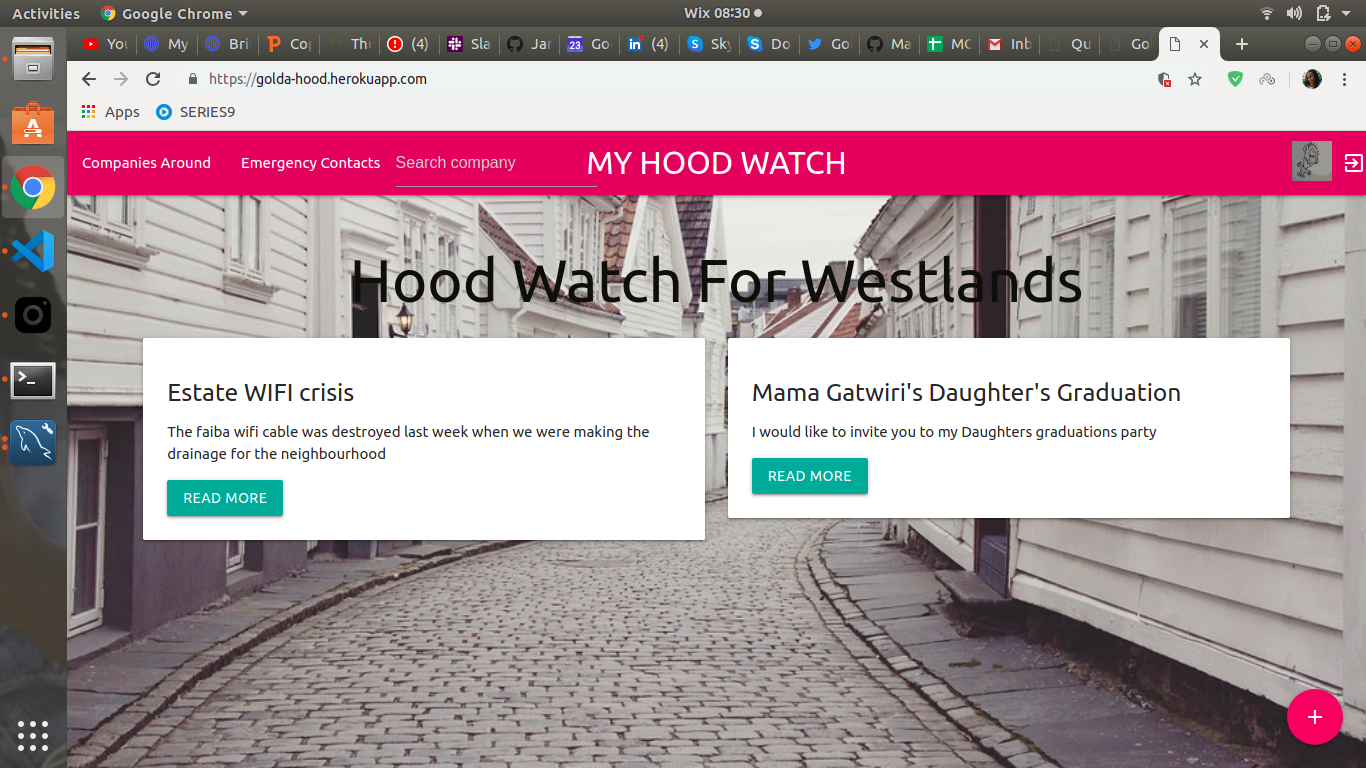 Activities
Google Chrome
Wix 08:30
You
My
Bri
Cop
Thu
(4)
Sla
Jar
23
Go
(4)
Sky
Do
Go
Ma
MC
Inb
Qu
Go
https://golda-hood.herokuapp.com
Apps
SERIES9
Companies Around
Emergency Contacts
Search company
MY HOOD WATCH
Hood Watch For Westlands
Estate WIFI crisis
The faiba wifi cable was destroyed last week when we were making the
drainage for the neighbourhood
READ MORE
Mama Gatwiri's Daughter's Graduation
I would like to invite you to my Daughters graduations party
READ MORE